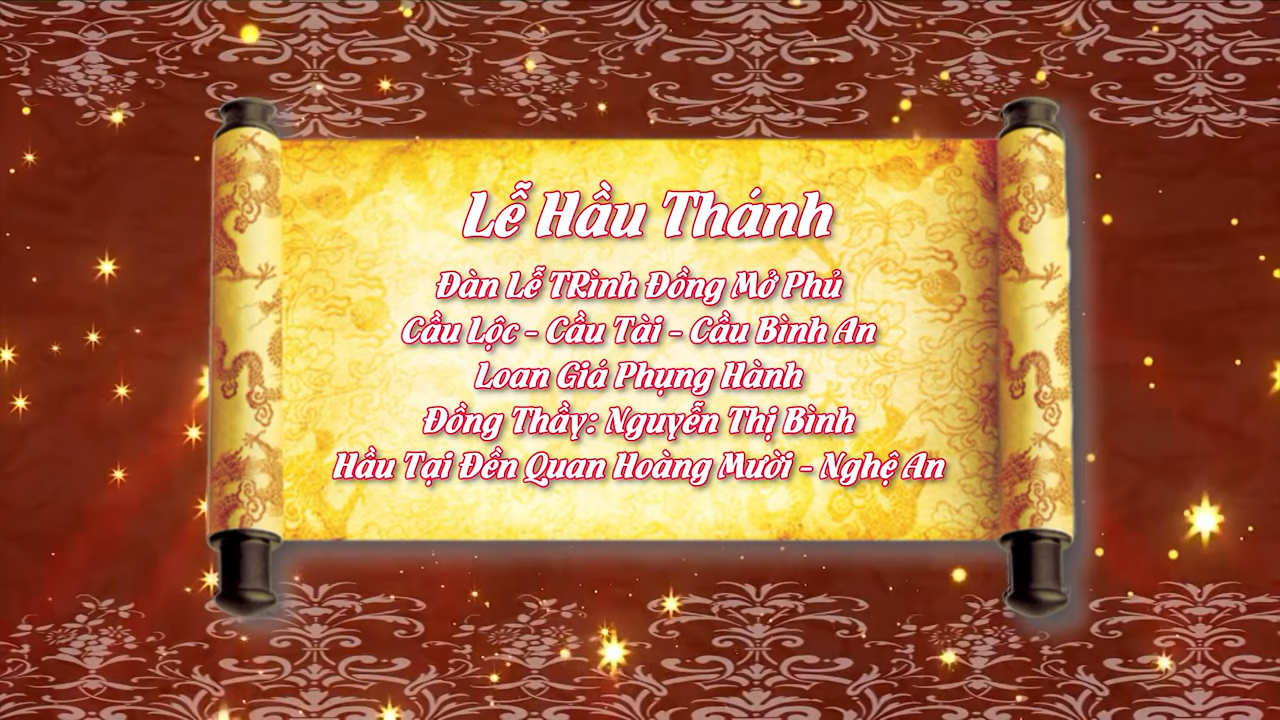 Lễ Hầu Thánh
Đàn Lễ TRình Đồng Mở Phủ
Cầu Lộc - Cầu Tài - Cầu Bình An
Loan Giá Phụng Hành
Đồng Thầy: Nguyễn Thị Bình
Hầu Tại Đền Quan Hoàng Mười - Nghệ An